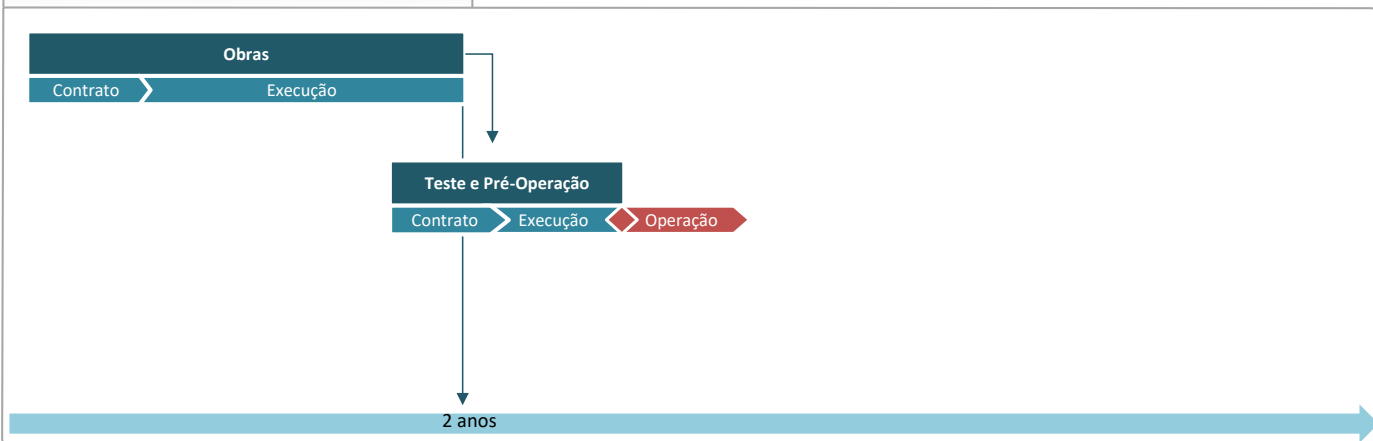 Obras
Contrato
Execução
Teste e Pré-Operação
Contrato
Execução
Operação
2 anos